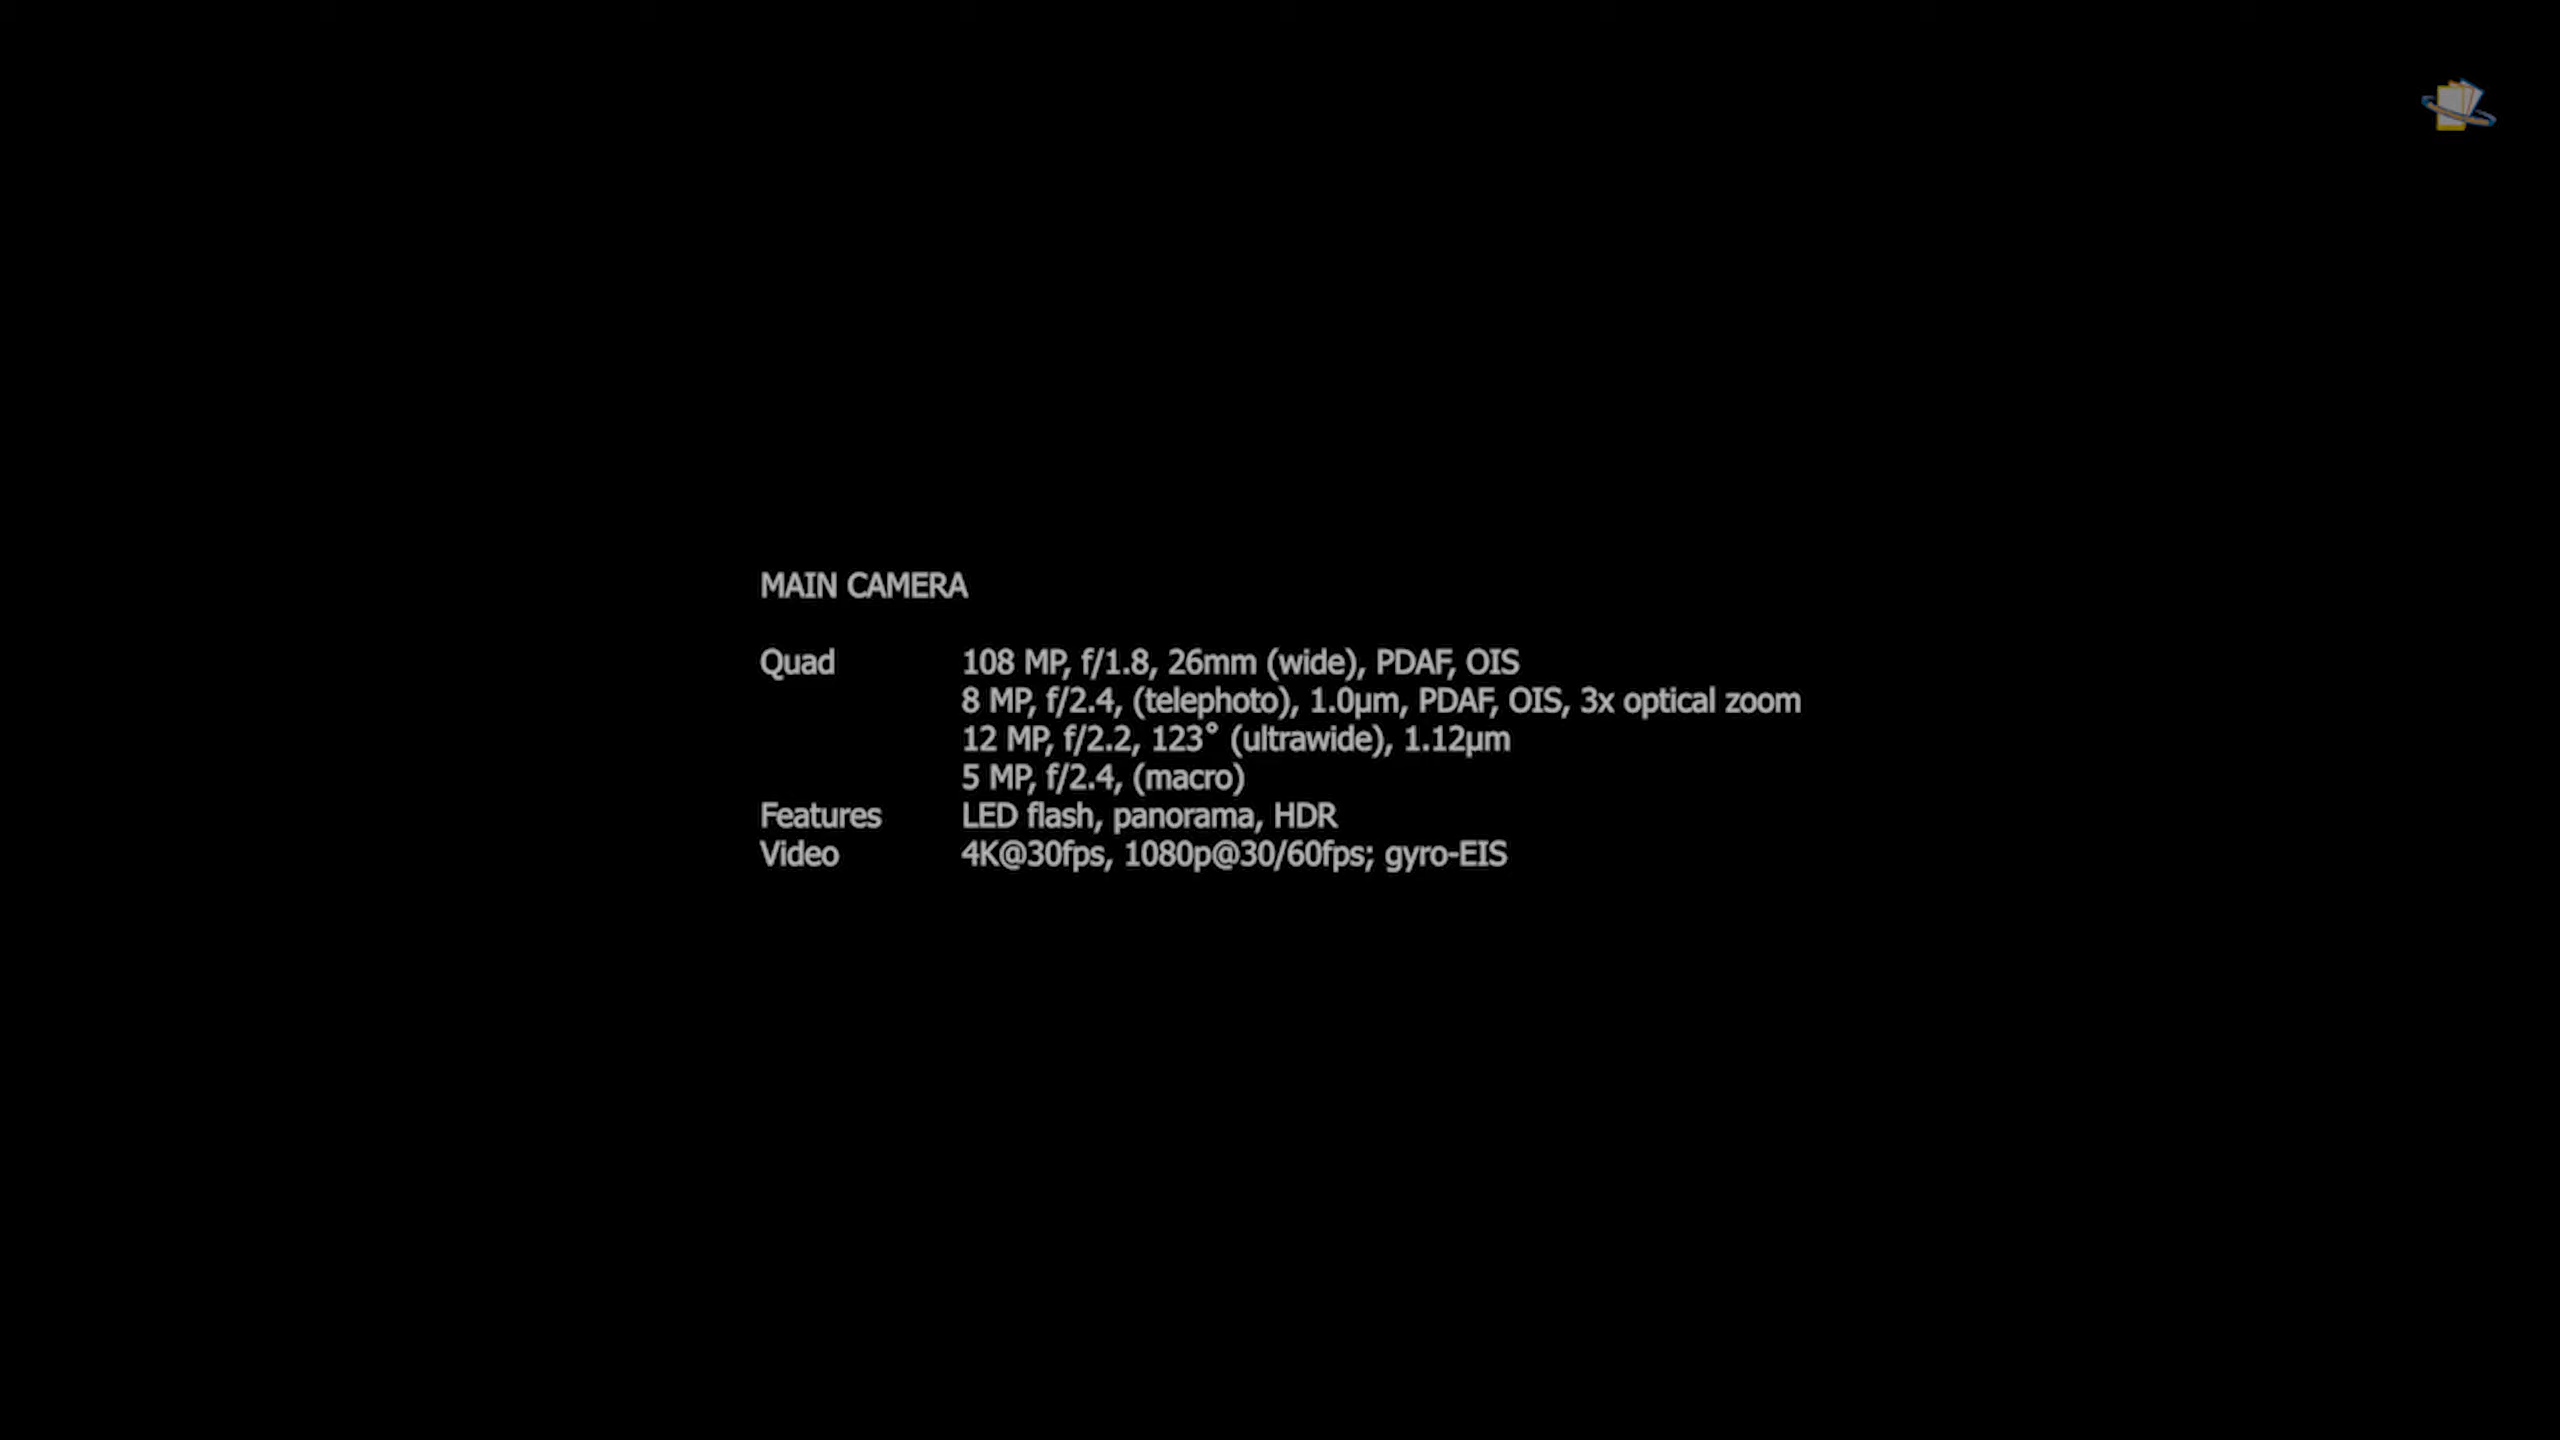 MAIN CAMERA
Quad 108 MP, f/1.8, 26mm (wide), PDAF, OIS
8 MP, f/2.4, (telephoto), 1.0µm, PDAF, OIS, 3x optical zoom
12 MP, f/2.2, 123˚ (ultrawide), 1.12µm
5 MP, f/2.4, (macro)
Features LED flash, panorama, HDR
Video 4K@30fps, 1080p@30/60fps; gyro-EIS